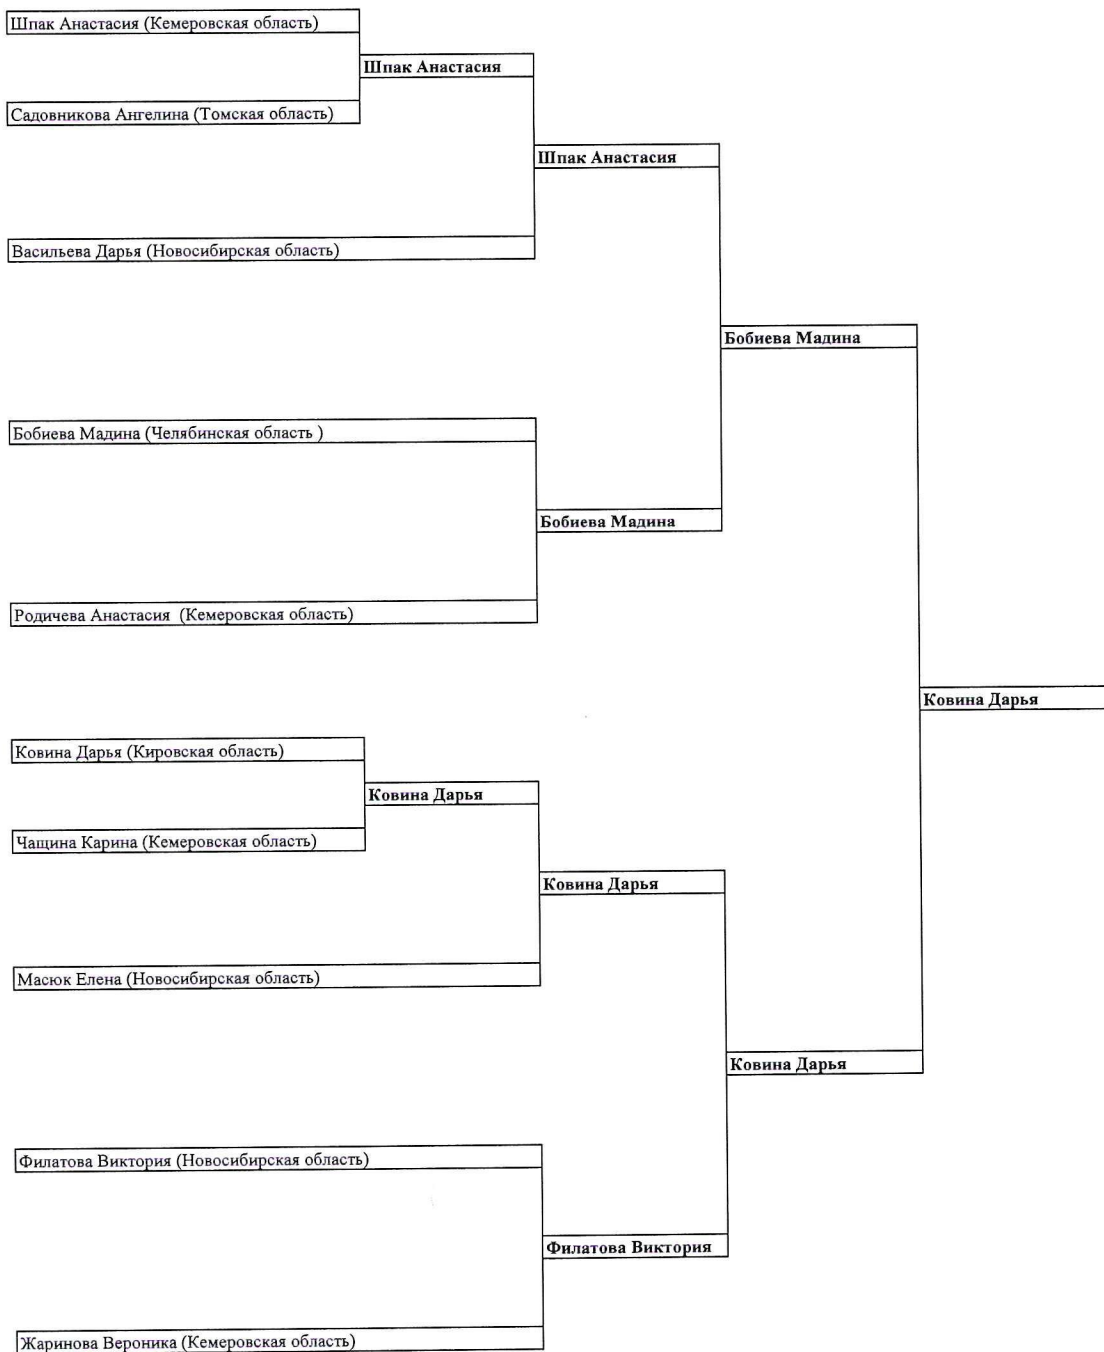 Шпак Анастасия (Кемеровская область)
Шпак Анастасия
Садовникова Ангелина (Томская область)
Шпак Анастасия
Васильева Дарья (Новосибирская область)
Бобиева Мадина
Бобиева Мадина (Челябинская область )
Бобиева Мадина
Родичева Анастасия (Кемеровская область)
Ковина Дарья
Ковина Дарья (Кировская область)
Ковина Дарья
Чащина Карина (Кемеровская область)
Ковина Дарья
Масюк Елена (Новосибирская область)
Ковина Дарья
Филатова Виктория (Новосибирская область)
Филатова Виктория
Жаринова Вероника (Кемеровская область)